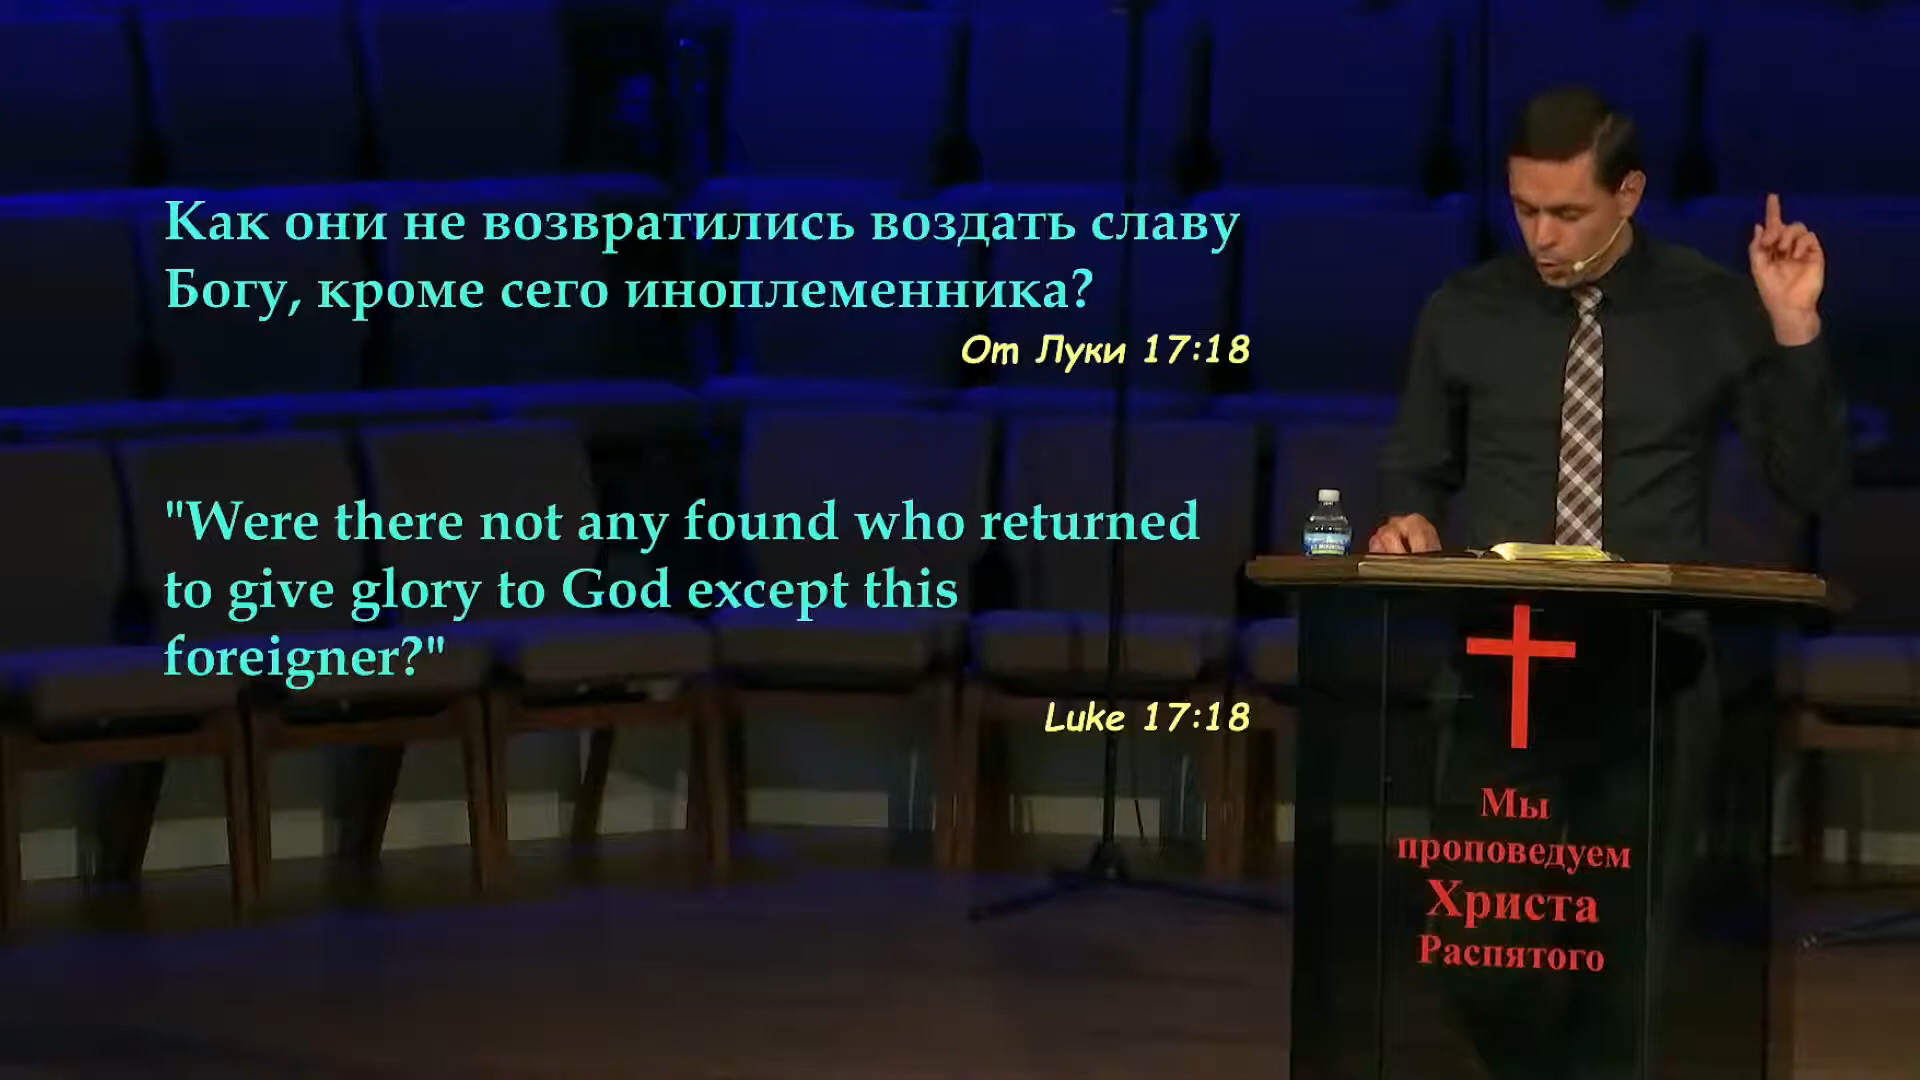 Как они не возвратились воздать славу
Богу, кроме сего иноплеменника?
От Луки 17:18
"Were there not any found who returned
to give glory to God except this
foreigner?"
Luke 17:18
Мы
проповедуем
Христа
Распятого